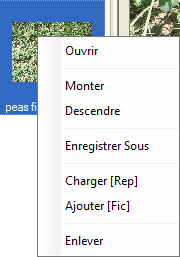 Ouvrir
Monter
Descendre
peas fi
Enregistrer Sous
Charger [Rep]
Ajouter [Fic]
Enlever